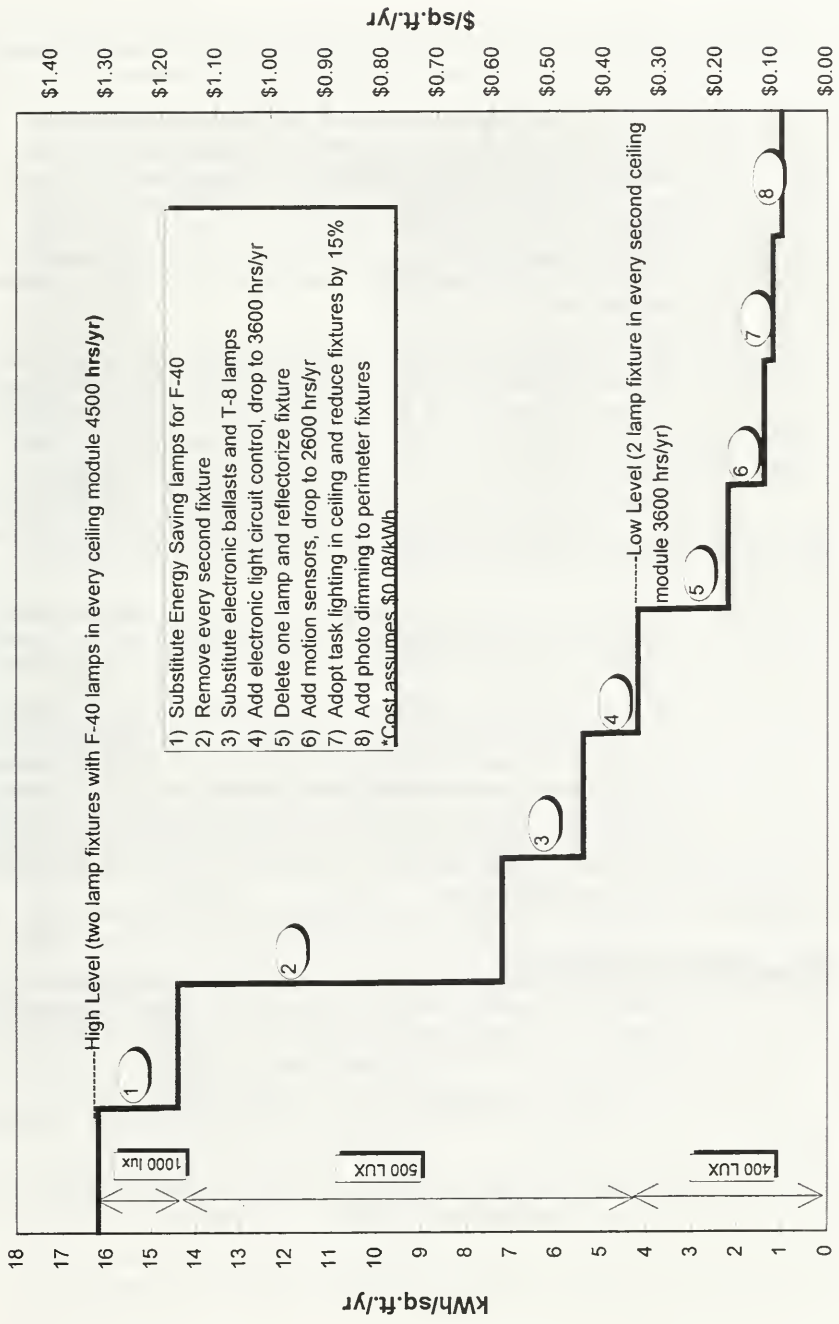 18
17
16
15
14
13
12
11
10
9
8
7
6
5
4
3
2
1
0
kWh/sq.ft./yr.
$1.40
$1.30
$1.20
$1.10
$1.00
$0.90
$0.80
$0.70
$0.60
$0.50
$0.40
$0.30
$0.20
$0.10
$0.00
$/sq.ft./yr
1000 lux
500 LUX
400 LUX
High Level (two lamp fixtures with F-40 lamps in every ceiling module 4500 hrs/yr)
1) Substitute Energy Saving lamps for F-40
2) Remove every second fixture
3) Substitute electronic ballasts and T-8 lamps
4) Add electronic light circuit control, drop to 3600 hrs/yr
5) Delete one lamp and reflectorize fixture
6) Add motion sensors, drop to 2600 hrs/yr
7) Adopt task lighting in ceiling and reduce fixtures by 15%
8) Add photo dimming to perimeter fixtures
*Cost assumes $0.08/kWh
Low Level (2 lamp fixture in every second ceiling
module 3600 hrs/yr)
1
2
3
4
5
6
7
8